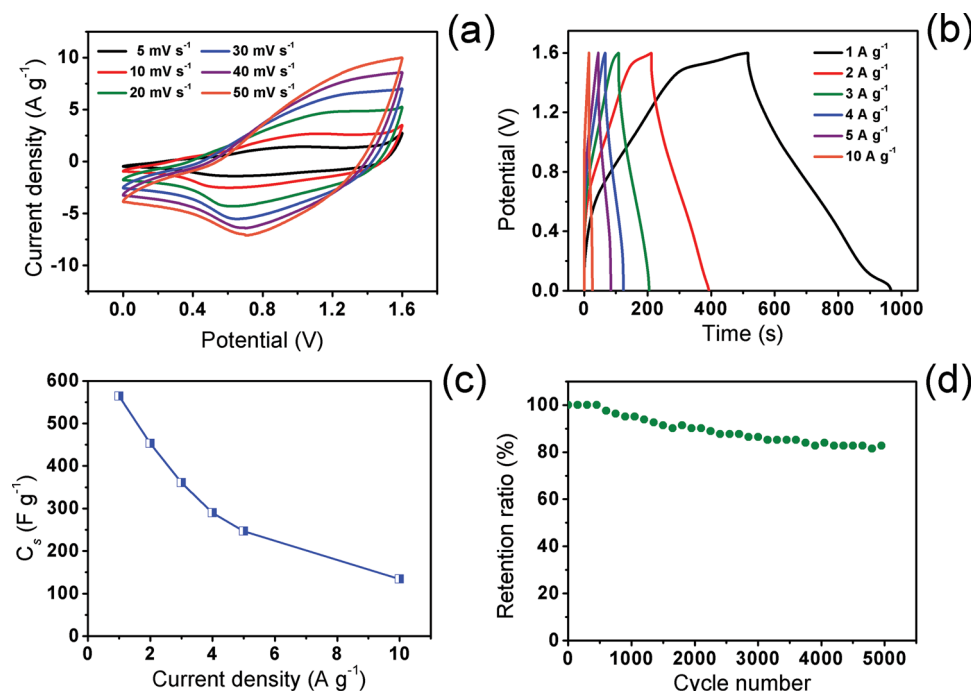 (a)
5 mV s⁻¹
30 mV s⁻¹
10 mV s⁻¹
40 mV s⁻¹
20 mV s⁻¹
50 mV s⁻¹
Current density (A g⁻¹)
10
5
0
-5
-10
0.0 0.4 0.8 1.2 1.6
Potential (V)
(b)
1 A g⁻¹
2 A g⁻¹
3 A g⁻¹
4 A g⁻¹
5 A g⁻¹
10 A g⁻¹
Potential (V)
1.6
1.2
0.8
0.4
0.0
0 200 400 600 800 1000
Time (s)
(c)
Cs (F g⁻¹)
600
500
400
300
200
100
0
0 2 4 6 8 10
Current density (A g⁻¹)
(d)
Retention ratio (%)
100
80
60
40
20
0
0 1000 2000 3000 4000 5000
Cycle number